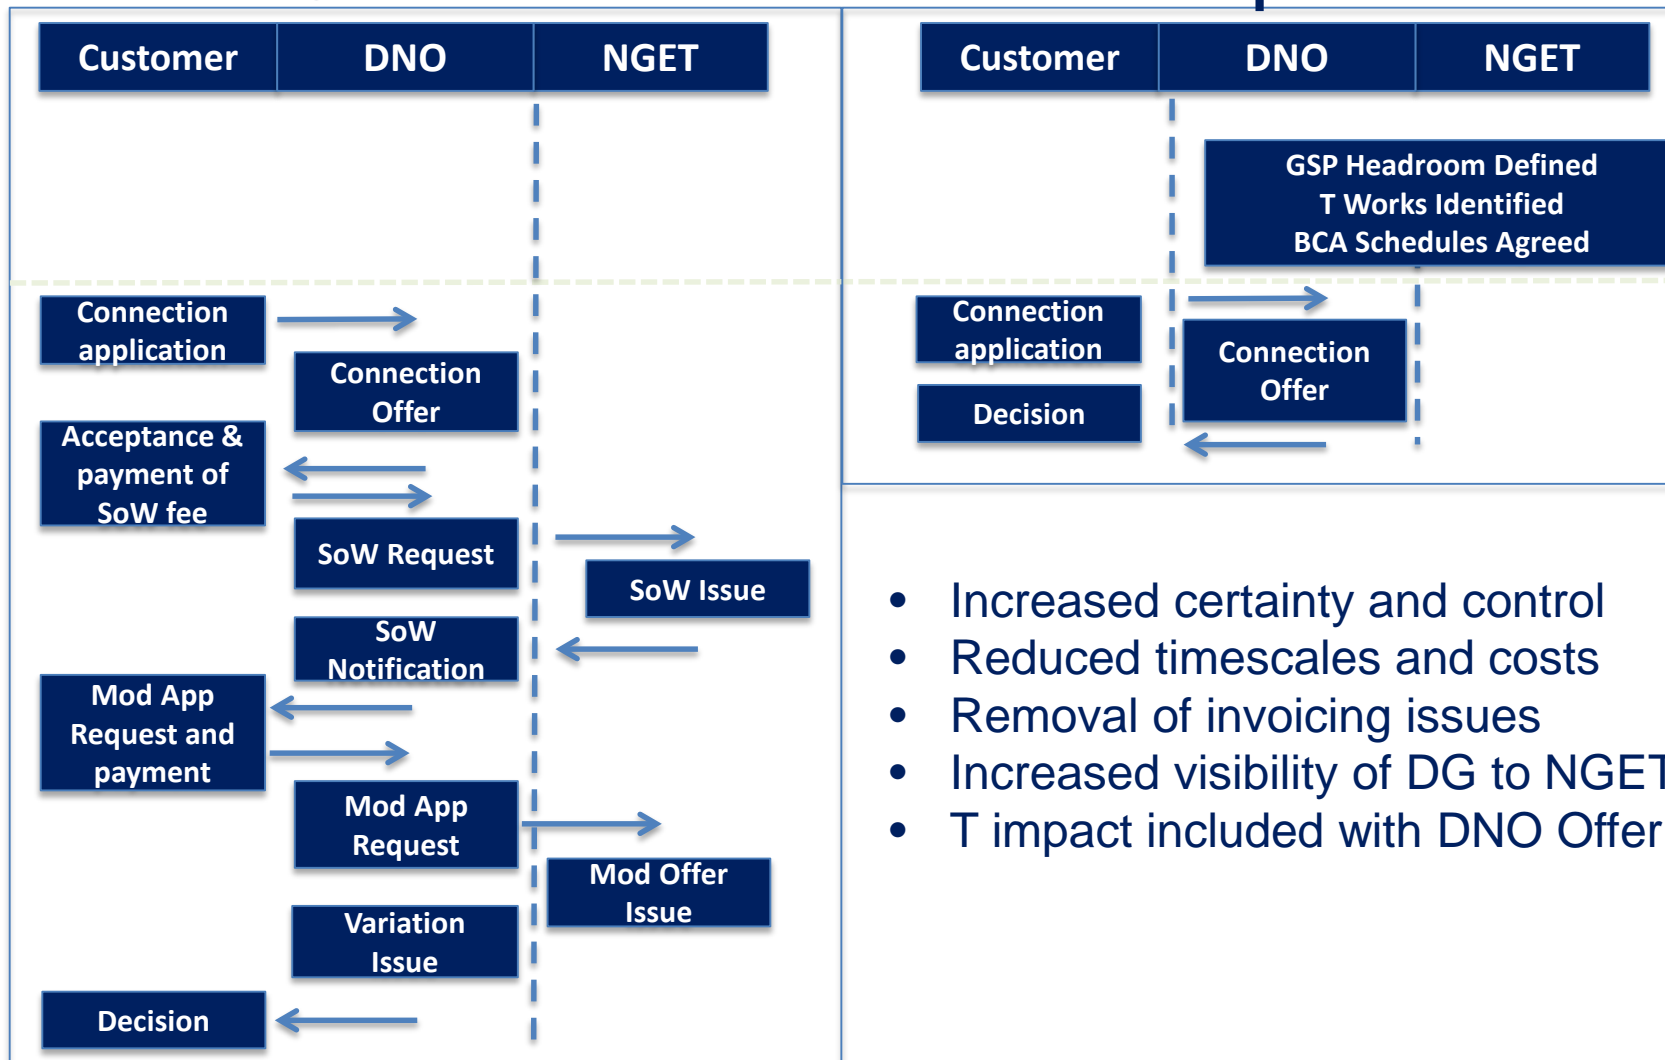 Customer DNO NGET
Connection
application
Connection
Offer
Acceptance &
payment of
SoW fee
SoW Request
SoW Issue
SoW
Notification
Mod App
Request and
payment
Mod App
Request
Mod Offer
Issue
Variation
Issue
Decision
Customer DNO NGET
GSP Headroom Defined
T Works Identified
BCA Schedules Agreed
Connection
application
Connection
Offer
Decision
• Increased certainty and control
• Reduced timescales and costs
• Removal of invoicing issues
• Increased visibility of DG to NGET
• T impact included with DNO Offer